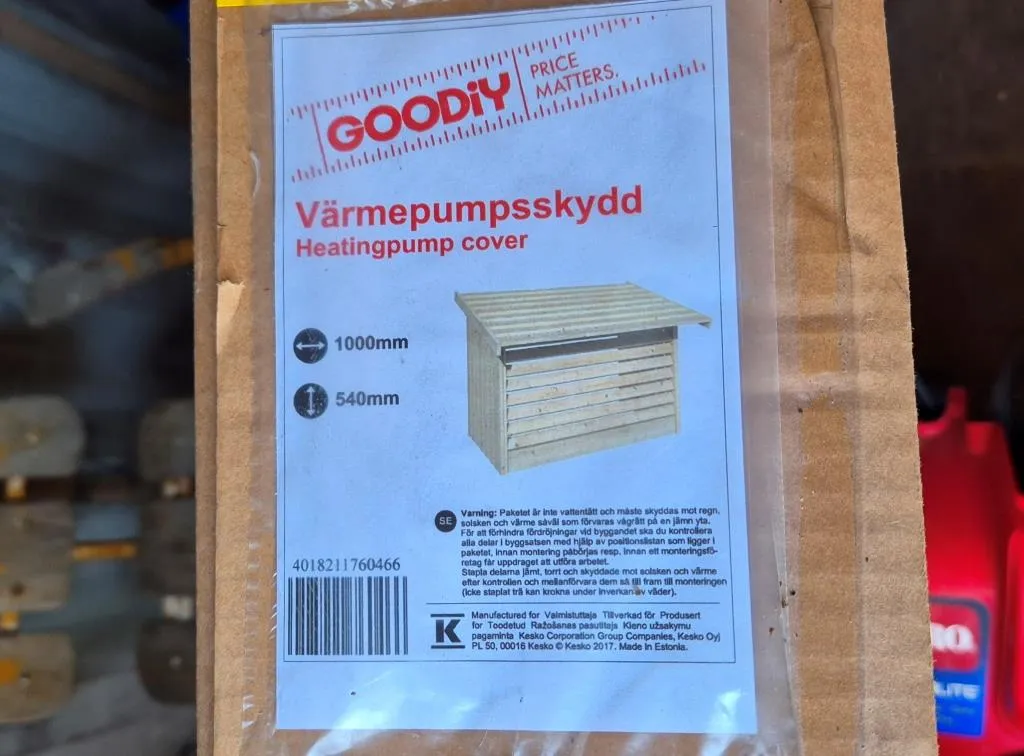 GOODiY
PRICE
MATTERS.
Värmepumpsskydd
Heatingpump cover
1000mm
540mm
SE
Varning: Paketet är inte vattentätt och måste skyddas mot regn,
solsken och värme såväl som förvaras vågrätt på en jämn yta.
För att förhindra fördröjningar vid byggandet ska du kontrollera
alla delar i byggsatsen med hjälp av positionslistan som ligger i
paketet, innan montering påbörjas resp. innan ett monteringsfö-
retag får uppdraget att utföra arbetet.
Stapla delarna jämt, torrt och skyddade mot solsken och värme
efter kontrollen och mellanförvara dem så till fram till monteringen
(icke staplat trä kan krokna under inverkan av väder).
4018211760466
K
Manufactured for Valmistuttaja Tillverkad för Produsert
for Toodetud Ražošanas pasūtītājs Kieno užsakymu
pagaminta Kesko Corporation Group Companies, Kesko Oyj
PL 50, 00016 Kesko © Kesko 2017. Made in Estonia.
RO.
LITE